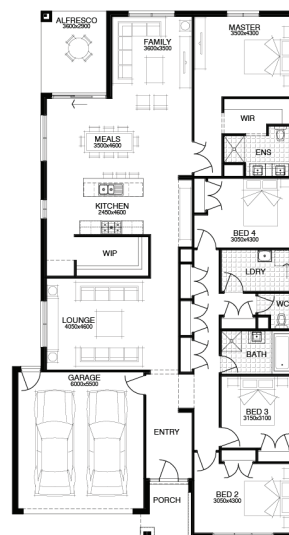 ALFRESCO
3600x2900
FAMILY
3600x3500
MASTER
3500x4300
WIR
ENS
MEALS
3500x4600
KITCHEN
2450x4600
BED 4
3050x4300
WIP
LDRY
WC
LOUNGE
4050x4600
BATH
GARAGE
6000x5500
BED 3
3150x3100
ENTRY
BED 2
3050x4300
PORCH